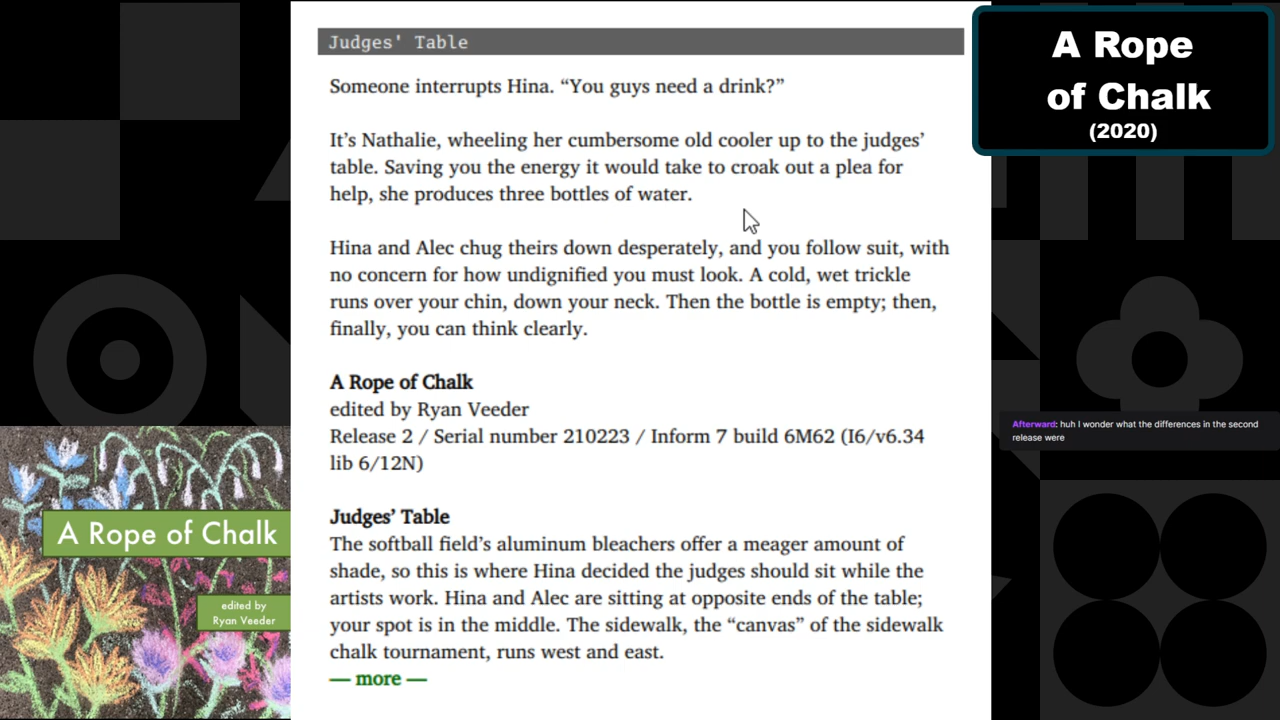 Judges' Table
Someone interrupts Hina. “You guys need a drink?”
It’s Nathalie, wheeling her cumbersome old cooler up to the judges’
table. Saving you the energy it would take to croak out a plea for
help, she produces three bottles of water.
Hina and Alec chug theirs down desperately, and you follow suit, with
no concern for how undignified you must look. A cold, wet trickle
runs over your chin, down your neck. Then the bottle is empty; then,
finally, you can think clearly.
A Rope of Chalk
edited by Ryan Veeder
Release 2 / Serial number 210223 / Inform 7 build 6M62 (I6/v6.34
lib 6/12N)
Judges’ Table
The softball field’s aluminum bleachers offer a meager amount of
shade, so this is where Hina decided the judges should sit while the
artists work. Hina and Alec are sitting at opposite ends of the table;
your spot is in the middle. The sidewalk, the “canvas” of the sidewalk
chalk tournament, runs west and east.
— more —
A Rope
of Chalk
(2020)
Afterward: huh I wonder what the differences in the second
release were
A Rope of Chalk
edited by
Ryan Veeder